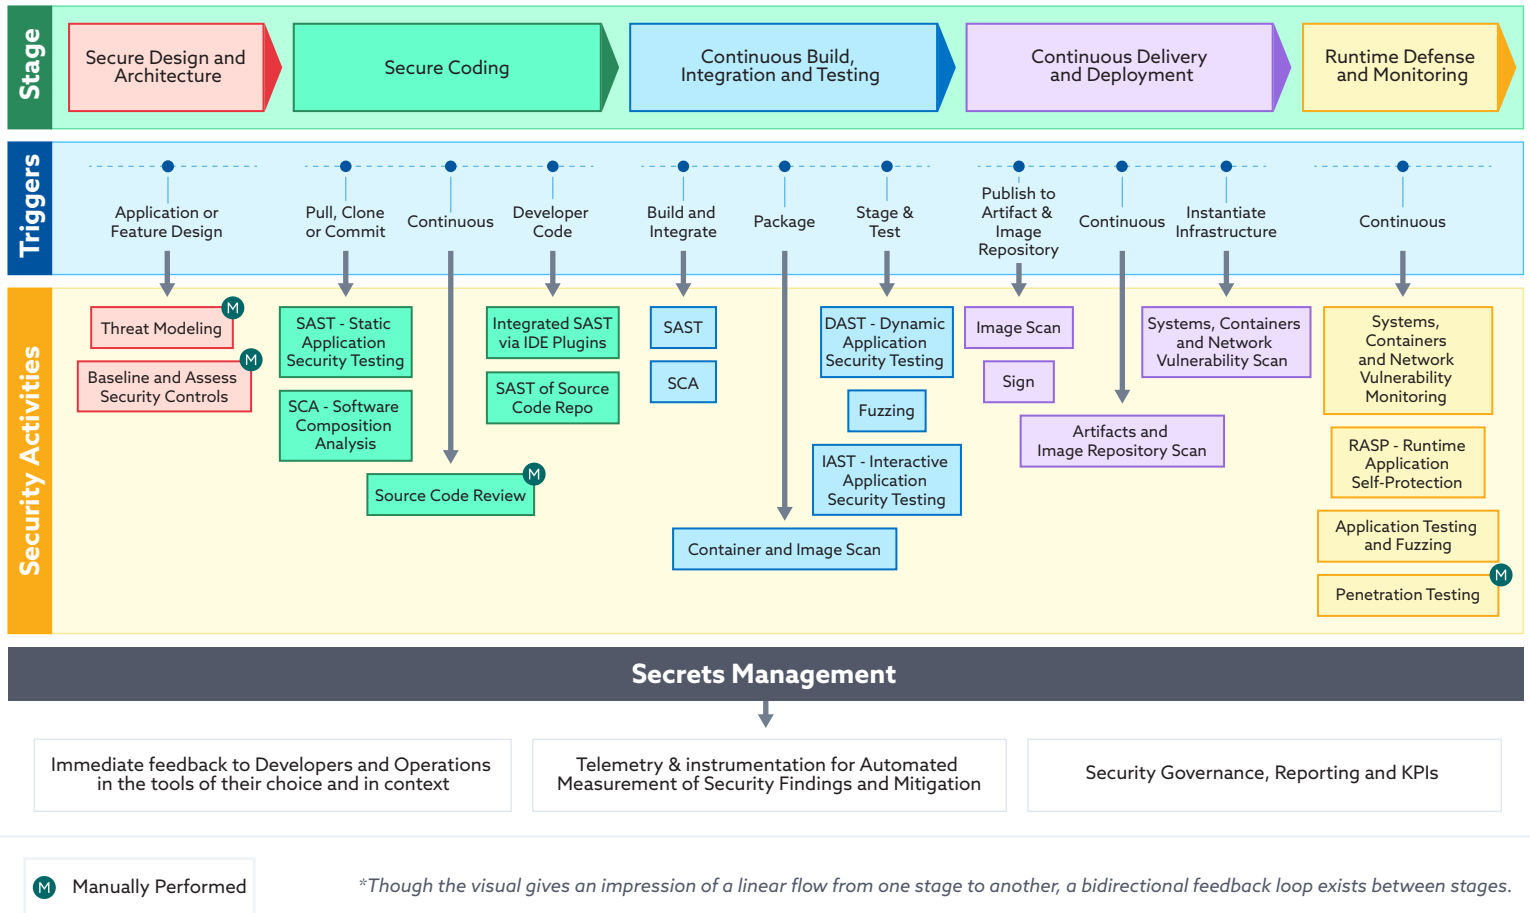 Stage
Secure Design and
Architecture
Secure Coding
Continuous Build,
Integration and Testing
Continuous Delivery
and Deployment
Runtime Defense
and Monitoring
Triggers
Application or
Feature Design
Pull, Clone
or Commit
Continuous
Developer
Code
Build and
Integrate
Package
Stage &
Test
Publish to
Artifact &
Image
Repository
Continuous
Instantiate
Infrastructure
Continuous
Security Activities
Threat Modeling
M
Baseline and Assess
Security Controls
M
SAST - Static
Application
Security Testing
SCA - Software
Composition
Analysis
Source Code Review
M
Integrated SAST
via IDE Plugins
SAST of Source
Code Repo
SAST
SCA
Container and Image Scan
DAST - Dynamic
Application
Security Testing
Fuzzing
IAST - Interactive
Application
Security Testing
Image Scan
Sign
Artifacts and
Image Repository Scan
Systems, Containers
and Network
Vulnerability Scan
Systems,
Containers
and Network
Vulnerability
Monitoring
RASP - Runtime
Application
Self-Protection
Application Testing
and Fuzzing
Penetration Testing
M
Secrets Management
Immediate feedback to Developers and Operations
in the tools of their choice and in context
Telemetry & instrumentation for Automated
Measurement of Security Findings and Mitigation
Security Governance, Reporting and KPIs
M Manually Performed
*Though the visual gives an impression of a linear flow from one stage to another, a bidirectional feedback loop exists between stages.